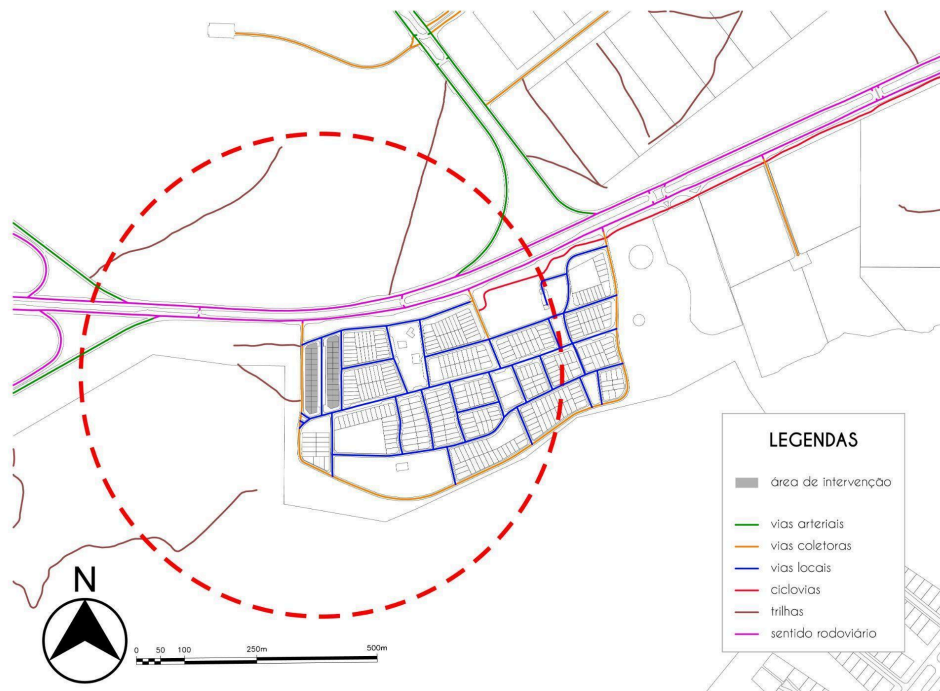 LEGENDAS
área de intervenção
vias arteriais
vias coletoras
vias locais
ciclovias
trilhas
sentido rodoviário
N
0 50 100 250m 500m